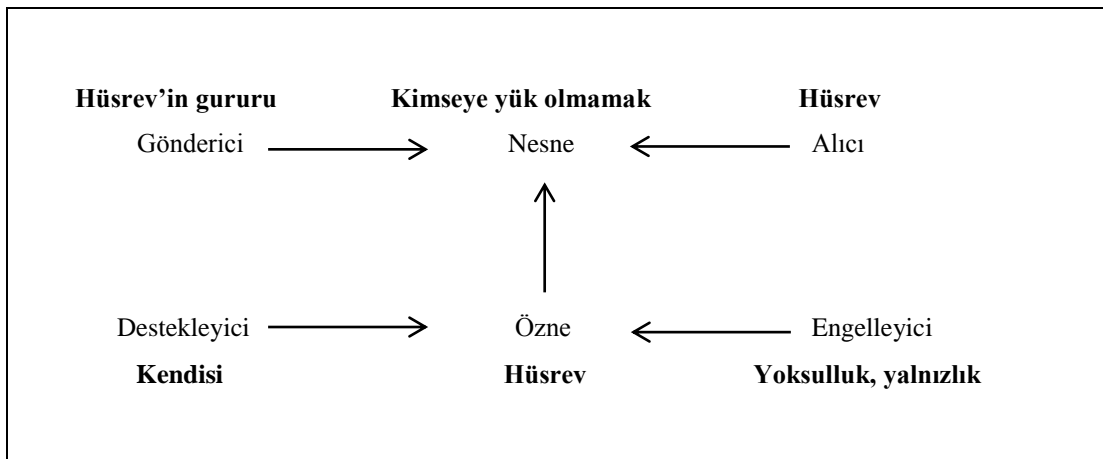 Hüsrev’in gururu Kimseye yük olmamak Hüsrev
Gönderici Nesne Alıcı
Destekleyici Özne Engelleyici
Kendisi Hüsrev Yoksulluk, yalnızlık